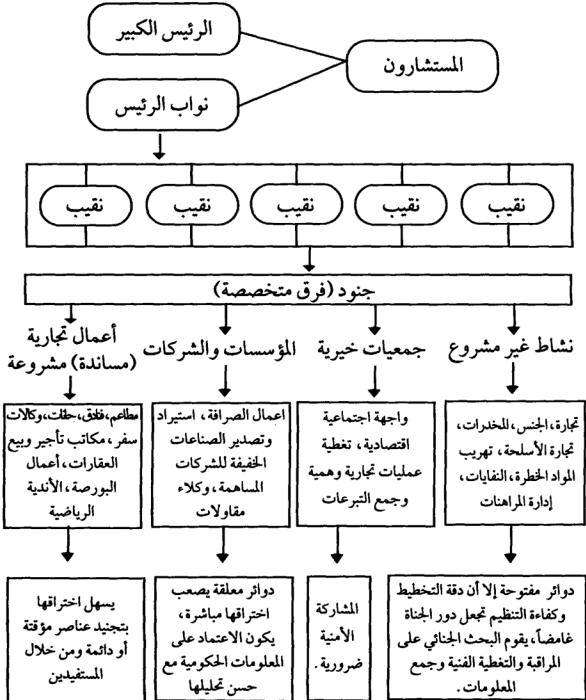 الرئيس الكبير
المستشارون
نواب الرئيس
نقيب
نقيب
نقيب
نقيب
نقيب
جنود (فرق متخصصة)
نشاط غير مشروع
جمعيات خيرية
المؤسسات والشركات
أعمال تجارية
(مساندة) مشروعة
تجارة، الجنس، المخدرات،
تجارة الأسلحة، تهريب
المواد الخطرة، النفايات،
إدارة المراهنات
واجهة اجتماعية
اقتصادية، تغطية
عمليات تجارية وهمية
وجمع التبرعات
اعمال الصرافة، استيراد
وتصدير الصناعات
الخفيفة للشركات
المساهمة، وكلاء
مقاولات
مطاعم، فنادق، حانات، وكالات
سفر، مكاتب تأجير وبيع
العقارات، أعمال
البورصة، الأندية
الرياضية
دوائر مفتوحة إلا أن دقة التخطيط
وكفاءة التنظيم تجعل دور الجناة
غامضاً، يقوم البحث الجنائي على
المراقبة والتغطية الفنية وجمع
المعلومات.
المشاركة
الأمنية
ضرورية.
دوائر معلقة يصعب
اختراقها مباشرة،
يكون الاعتماد على
المعلومات الحكومية مع
حسن تحليلها
يسهل اختراقها
بتجنيد عناصر مؤقتة
أو دائمة ومن خلال
المستفيدين